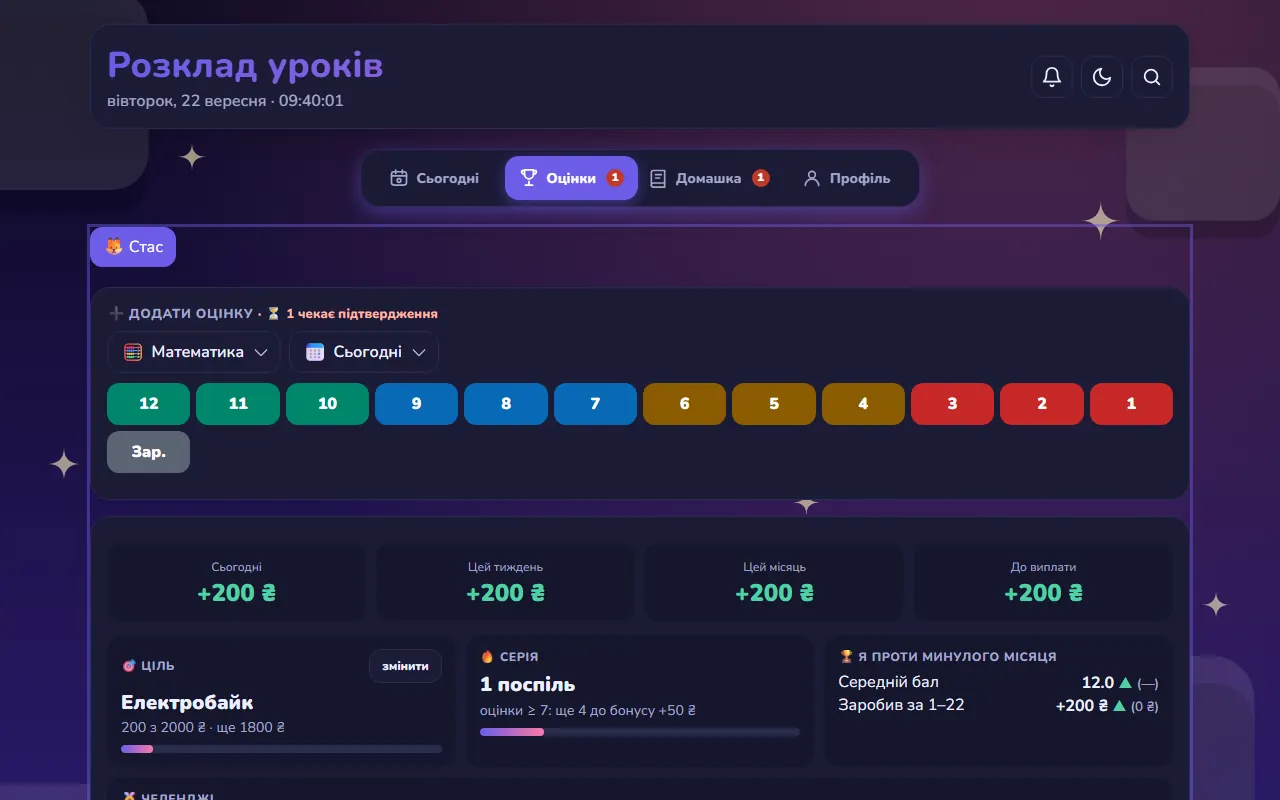 Розклад уроків
вівторок, 22 вересня · 09:40:01
Сьогодні
Оцінки 1
Домашка 1
Профіль
🦊 Стас
➕ ДОДАТИ ОЦІНКУ · ⏳ 1 чекає підтвердження
🧮 Математика
🗓️ Сьогодні
12 11 10 9 8 7 6 5 4 3 2 1
Зар.
Сьогодні
+200 ₴
Цей тиждень
+200 ₴
Цей місяць
+200 ₴
До виплати
+200 ₴
🎯 ЦІЛЬ
змінити
Електробайк
200 з 2000 ₴ · ще 1800 ₴
🔥 СЕРІЯ
1 поспіль
оцінки ≥ 7: ще 4 до бонусу +50 ₴
🏆 Я ПРОТИ МИНУЛОГО МІСЯЦЯ
Середній бал 12.0 ▲ (—)
Заробив за 1–22 +200 ₴ ▲ (0 ₴)
🏅 ЧЕЛЕНДЖІ